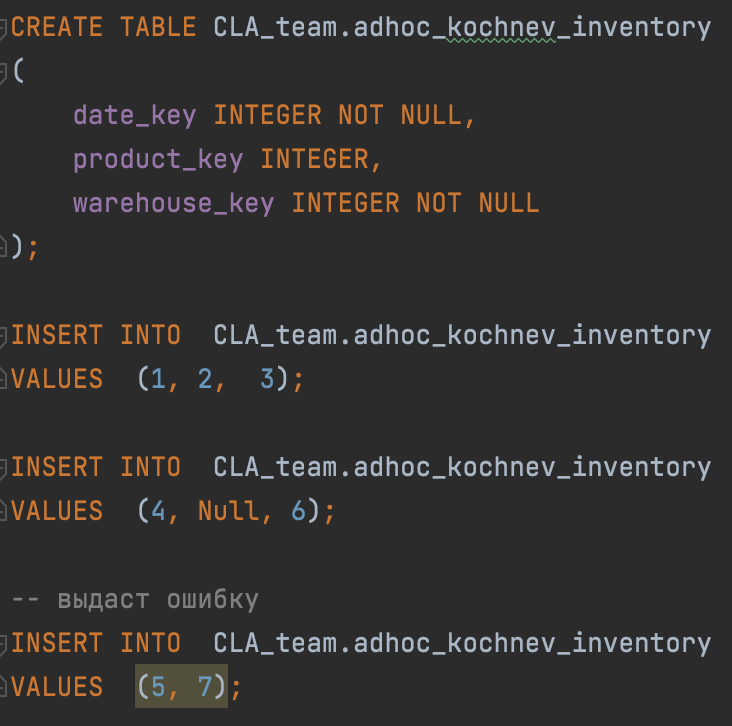 CREATE TABLE CLA_team.adhoc_kochnev_inventory
(
    date_key INTEGER NOT NULL,
    product_key INTEGER,
    warehouse_key INTEGER NOT NULL
);
INSERT INTO  CLA_team.adhoc_kochnev_inventory
VALUES  (1, 2,  3);
INSERT INTO  CLA_team.adhoc_kochnev_inventory
VALUES  (4, Null, 6);
-- выдаст ошибку
INSERT INTO  CLA_team.adhoc_kochnev_inventory
VALUES  (5, 7);